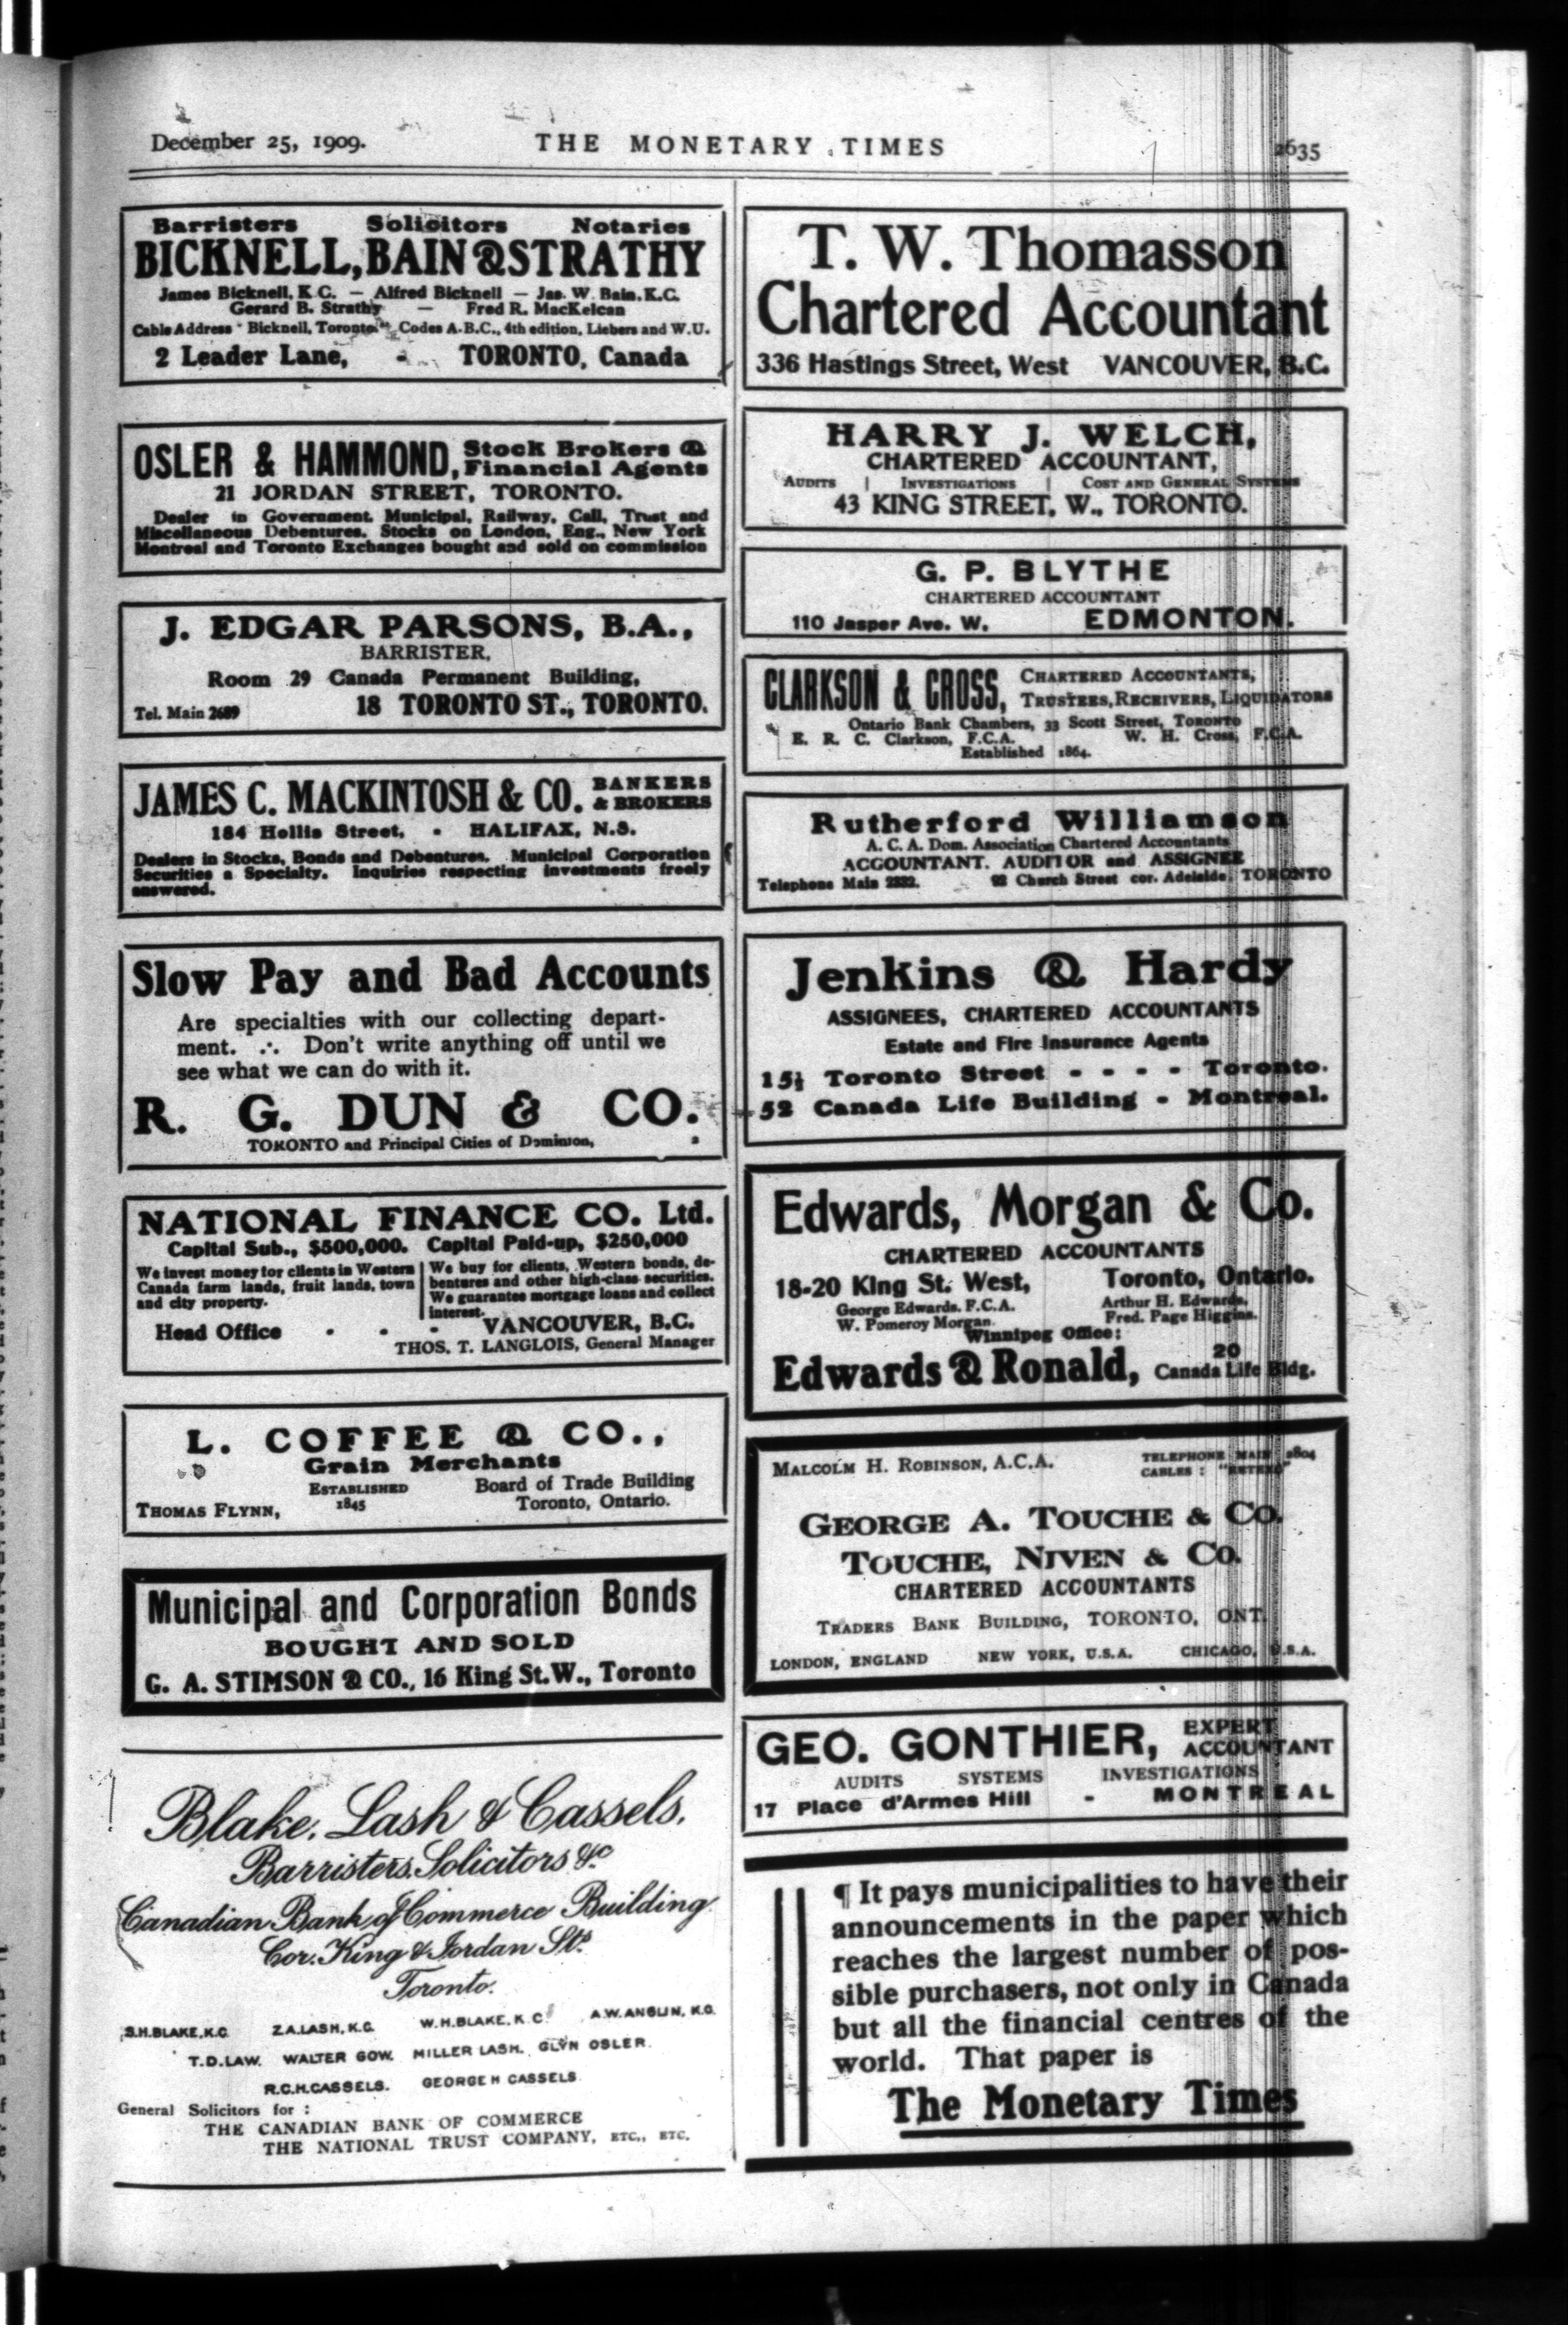 December 25, 1909.
THE MONETARY TIMES
2635
Barristers Solicitors Notaries
BICKNELL, BAIN & STRATHY
James Bicknell, K.C. — Alfred Bicknell — Jas. W. Bain, K.C.
Gerard B. Strathy — Fred R. MacKelcan
Cable Address "Bicknell, Toronto" Codes A.B.C., 4th edition, Liebers and W.U.
2 Leader Lane, - TORONTO, Canada
OSLER & HAMMOND, Stock Brokers &
Financial Agents
21 JORDAN STREET, TORONTO.
Dealer in Government, Municipal, Railway, Call, Trust and
Miscellaneous Debentures. Stocks on London, Eng., New York
Montreal and Toronto Exchanges bought and sold on commission
J. EDGAR PARSONS, B.A.,
BARRISTER,
Room 29 Canada Permanent Building,
Tel. Main 2689 18 TORONTO ST., TORONTO.
JAMES C. MACKINTOSH & CO. BANKERS
& BROKERS
184 Hollis Street, - HALIFAX, N.S.
Dealers in Stocks, Bonds and Debentures. Municipal Corporation
Securities a Specialty. Inquiries respecting investments freely
answered.
Slow Pay and Bad Accounts
Are specialties with our collecting depart-
ment. ∴ Don't write anything off until we
see what we can do with it.
R. G. DUN & CO.
TORONTO and Principal Cities of Dominion,
NATIONAL FINANCE CO. Ltd.
Capital Sub., $500,000. Capital Paid-up, $250,000
We invest money for clients in Western
Canada farm lands, fruit lands, town
and city property.
We buy for clients, Western bonds, de-
bentures and other high-class securities.
We guarantee mortgage loans and collect
interest.
Head Office - - - VANCOUVER, B.C.
THOS. T. LANGLOIS, General Manager
L. COFFEE & CO.,
Grain Merchants
ESTABLISHED
1845
Board of Trade Building
Toronto, Ontario.
THOMAS FLYNN,
Municipal and Corporation Bonds
BOUGHT AND SOLD
G. A. STIMSON & CO., 16 King St. W., Toronto
Blake, Lash & Cassels,
Barristers, Solicitors &c
Canadian Bank of Commerce Building
Cor. King & Jordan Sts.
Toronto.
S.H. BLAKE, K.C. Z.A. LASH, K.C. W.H. BLAKE, K.C. A.W. ANGLIN, K.C.
T.D. LAW. WALTER GOW. MILLER LASH. GLYN OSLER.
R.C.H. CASSELS. GEORGE H CASSELS
General Solicitors for :
THE CANADIAN BANK OF COMMERCE
THE NATIONAL TRUST COMPANY, ETC., ETC.
T. W. Thomasson
Chartered Accountant
336 Hastings Street, West VANCOUVER, B.C.
HARRY J. WELCH,
CHARTERED ACCOUNTANT,
AUDITS | INVESTIGATIONS | COST AND GENERAL SYSTEMS
43 KING STREET, W., TORONTO.
G. P. BLYTHE
CHARTERED ACCOUNTANT
110 Jasper Ave. W. EDMONTON.
CLARKSON & CROSS, CHARTERED ACCOUNTANTS,
TRUSTEES, RECEIVERS, LIQUIDATORS
Ontario Bank Chambers, 33 Scott Street, TORONTO
E. R. C. Clarkson, F.C.A. W. H. Cross, F.C.A.
Established 1864.
Rutherford Williamson
A. C. A. Dom. Association Chartered Accountants
ACCOUNTANT, AUDITOR and ASSIGNEE
Telephone Main 92 Church Street cor. Adelaide, TORONTO
Jenkins & Hardy
ASSIGNEES, CHARTERED ACCOUNTANTS
Estate and Fire Insurance Agents
15½ Toronto Street - - - - Toronto.
52 Canada Life Building - Montreal.
Edwards, Morgan & Co.
CHARTERED ACCOUNTANTS
18-20 King St. West, Toronto, Ontario.
George Edwards, F.C.A. Arthur H. Edwards,
W. Pomeroy Morgan. Fred. Page Higgins.
Winnipeg Office:
Edwards & Ronald, 20
Canada Life Bldg.
MALCOLM H. ROBINSON, A.C.A.
TELEPHONE MAIN 2804
CABLES :
GEORGE A. TOUCHE & CO.
TOUCHE, NIVEN & CO.
CHARTERED ACCOUNTANTS
TRADERS BANK BUILDING, TORONTO, ONT.
LONDON, ENGLAND NEW YORK, U.S.A. CHICAGO, U.S.A.
GEO. GONTHIER, EXPERT
ACCOUNTANT
AUDITS SYSTEMS INVESTIGATIONS
17 Place d'Armes Hill - MONTREAL
¶ It pays municipalities to have their
announcements in the paper which
reaches the largest number of pos-
sible purchasers, not only in Canada
but all the financial centres of the
world. That paper is
The Monetary Times